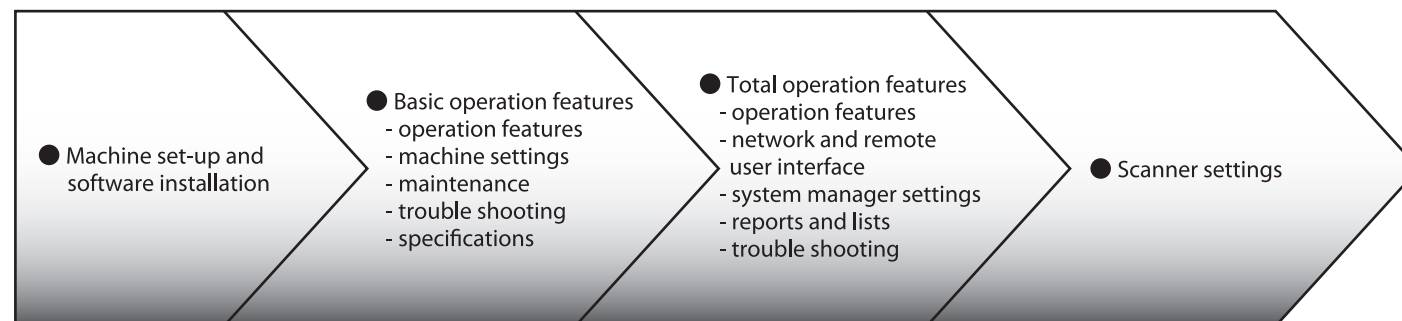 ● Machine set-up and
software installation
● Basic operation features
- operation features
- machine settings
- maintenance
- trouble shooting
- specifications
● Total operation features
- operation features
- network and remote
user interface
- system manager settings
- reports and lists
- trouble shooting
● Scanner settings